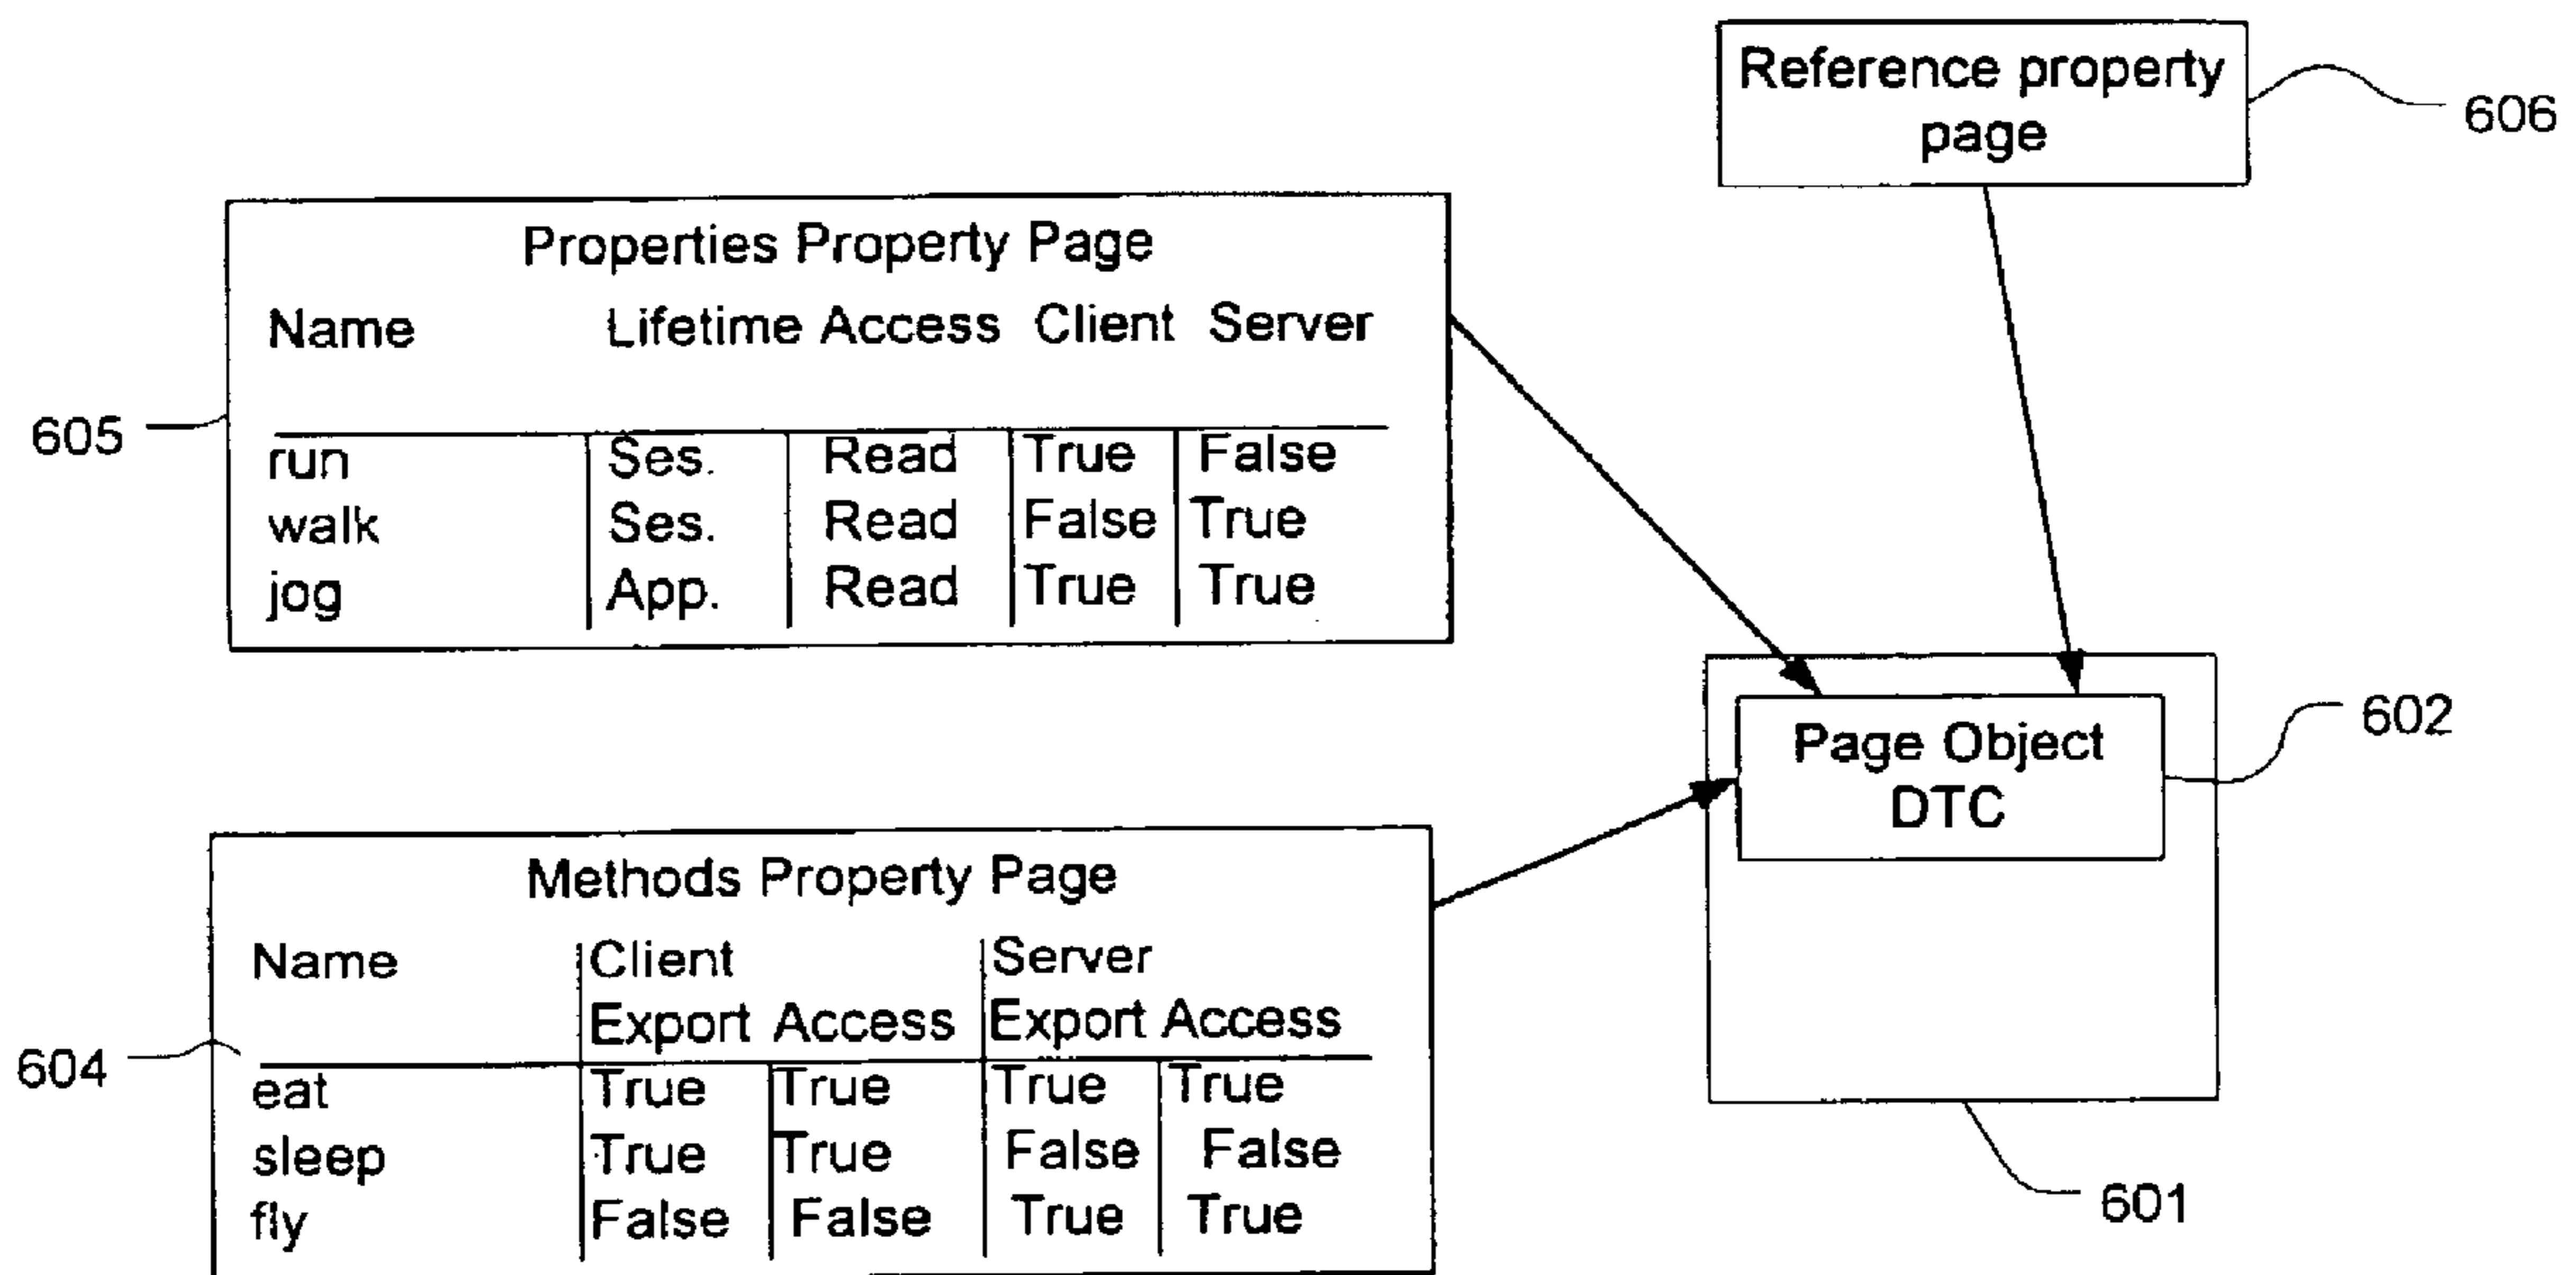 Reference property
page
606
Properties Property Page
Name Lifetime Access Client Server
605
run Ses. Read True False
walk Ses. Read False True
jog App. Read True True
Page Object
DTC
602
Methods Property Page
Name Client Server
Export Access Export Access
604
eat True True True True
sleep True True False False
fly False False True True
601